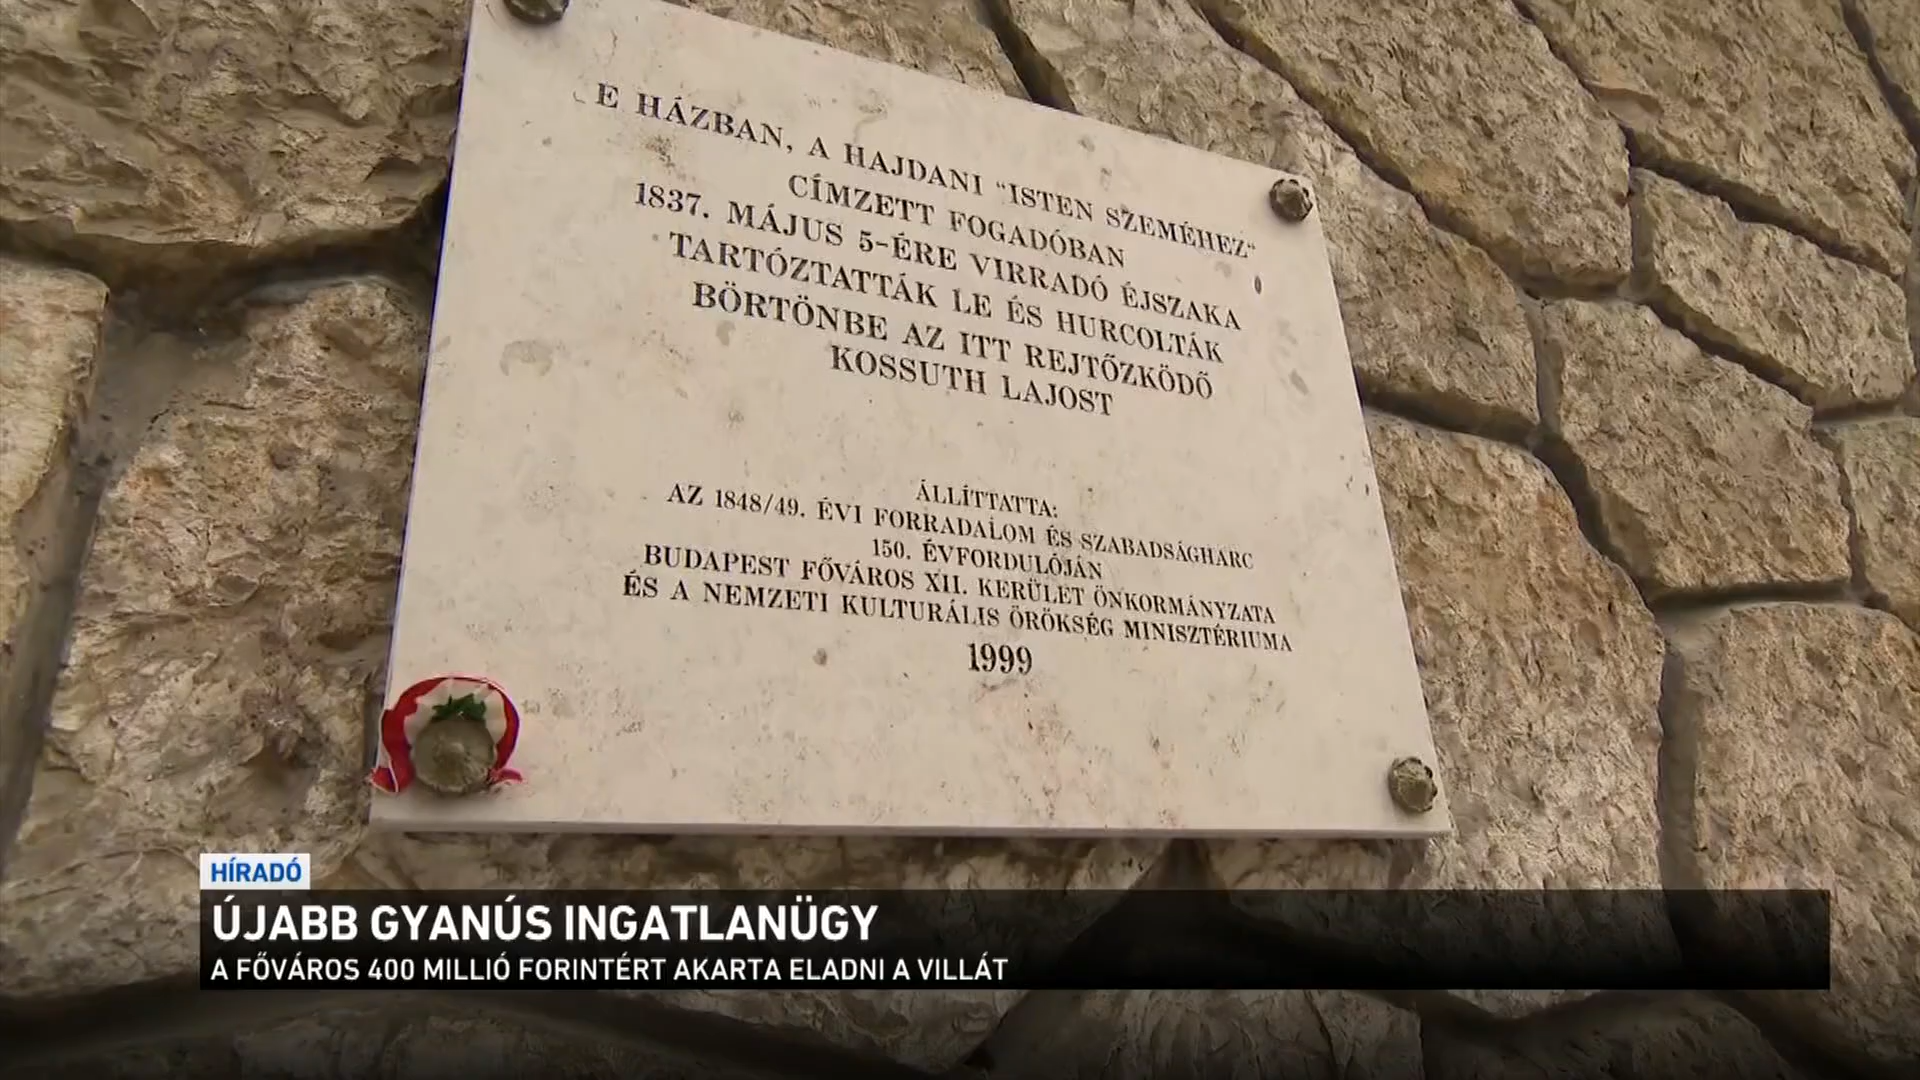 E HÁZBAN, A HAJDANI "ISTEN SZEMÉHEZ"
CÍMZETT FOGADÓBAN
1837. MÁJUS 5-ÉRE VIRRADÓ ÉJSZAKA
TARTÓZTATTÁK LE ÉS HURCOLTÁK
BÖRTÖNBE AZ ITT REJTŐZKÖDŐ
KOSSUTH LAJOST
ÁLLÍTTATTA:
AZ 1848/49. ÉVI FORRADALOM ÉS SZABADSÁGHARC
150. ÉVFORDULÓJÁN
BUDAPEST FŐVÁROS XII. KERÜLET ÖNKORMÁNYZATA
ÉS A NEMZETI KULTURÁLIS ÖRÖKSÉG MINISZTÉRIUMA
1999
HÍRADÓ
ÚJABB GYANÚS INGATLANÜGY
A FŐVÁROS 400 MILLIÓ FORINTÉRT AKARTA ELADNI A VILLÁT